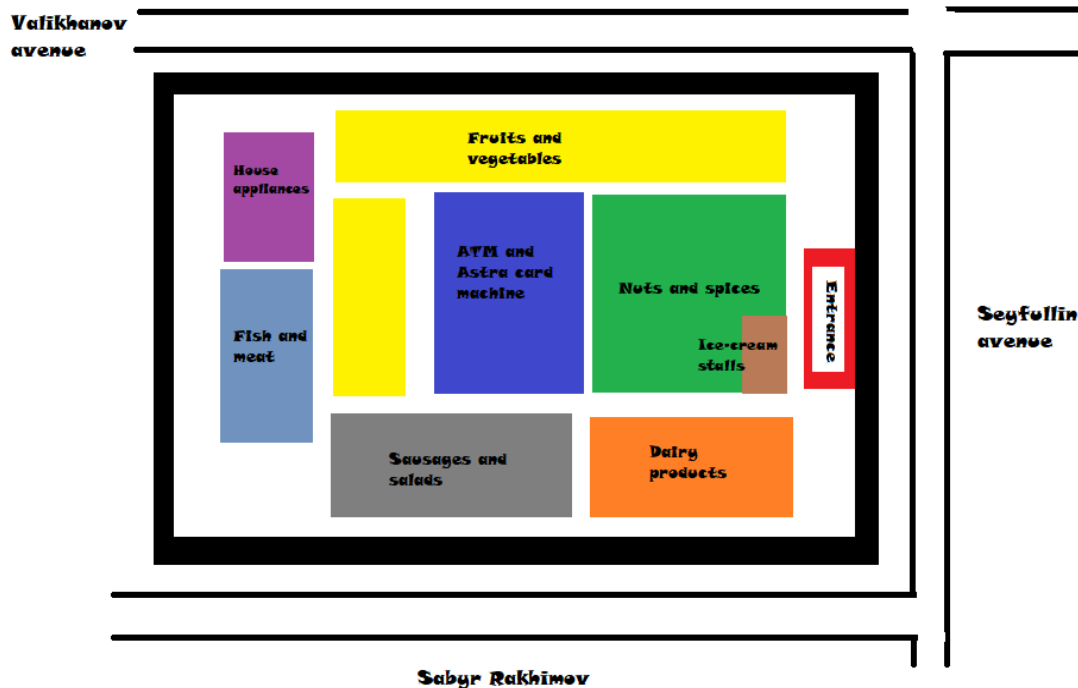 Valikhanov
avenue
Fruits and
vegetables
House
appliances
ATM and
Astra card
machine
Nuts and spices
Entrance
Seyfullin
avenue
Fish and
meat
Ice-cream
stalls
Sausages and
salads
Dairy
products
Sabyr Rakhimov